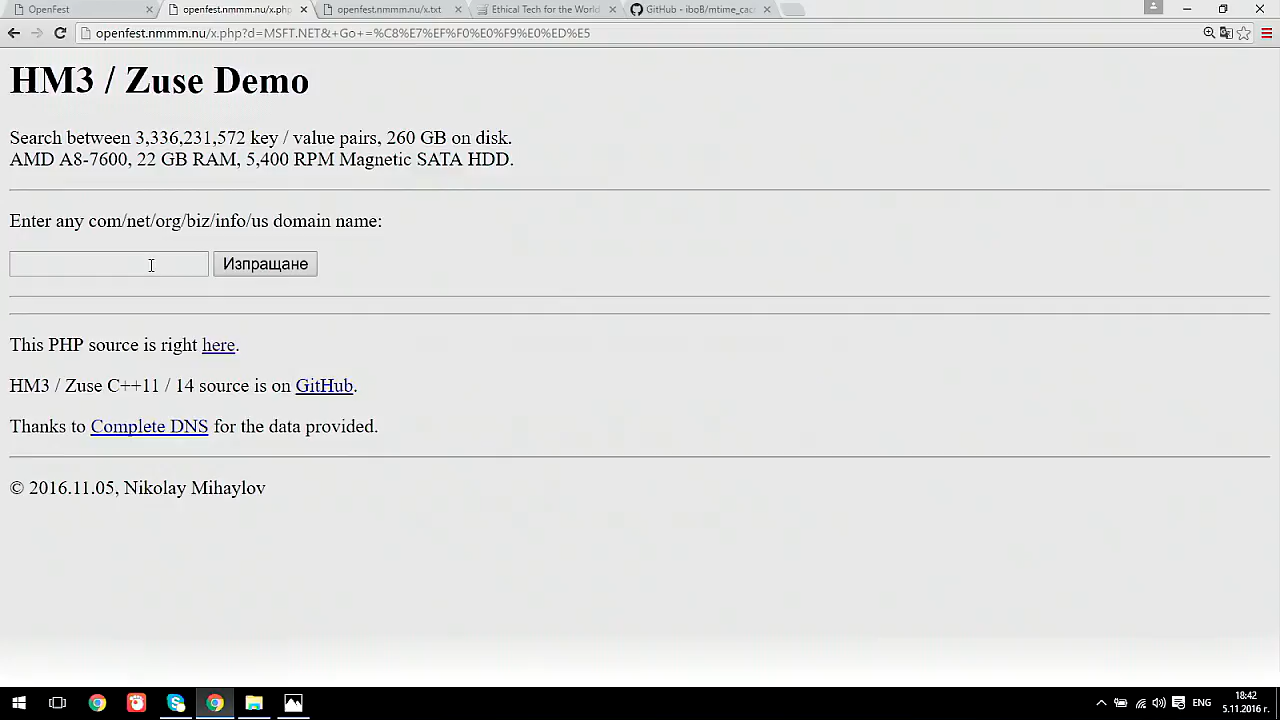 OpenFest
openfest.nmmm.nu/x.php
openfest.nmmm.nu/x.txt
Ethical Tech for the World
GitHub - iboB/mtime_cac
openfest.nmmm.nu/x.php?d=MSFT.NET&+Go+=%C8%E7%EF%F0%E0%F9%E0%ED%E5
HM3 / Zuse Demo
Search between 3,336,231,572 key / value pairs, 260 GB on disk.
AMD A8-7600, 22 GB RAM, 5,400 RPM Magnetic SATA HDD.
Enter any com/net/org/biz/info/us domain name:
Изпращане
This PHP source is right here.
HM3 / Zuse C++11 / 14 source is on GitHub.
Thanks to Complete DNS for the data provided.
© 2016.11.05, Nikolay Mihaylov
ENG
18:42
5.11.2016 г.